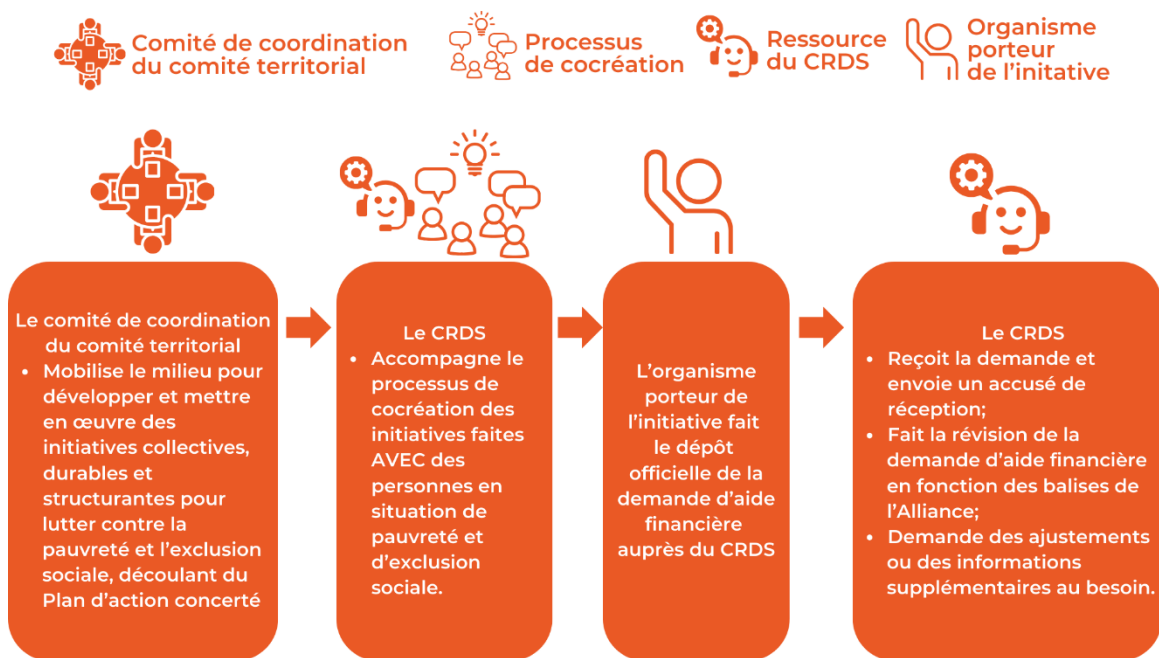 Comité de coordination
du comité territorial
Processus
de cocréation
Ressource
du CRDS
Organisme
porteur
de l'initative
Le comité de coordination
du comité territorial
• Mobilise le milieu pour
développer et mettre
en œuvre des
initiatives collectives,
durables et
structurantes pour
lutter contre la
pauvreté et l'exclusion
sociale, découlant du
Plan d'action concerté
Le CRDS
• Accompagne le
processus de
cocréation des
initiatives faites
AVEC des
personnes en
situation de
pauvreté et
d'exclusion
sociale.
L'organisme
porteur de
l'initiative fait
le dépôt
officielle de la
demande d'aide
financière
auprès du CRDS
Le CRDS
• Reçoit la demande et
envoie un accusé de
réception;
• Fait la révision de la
demande d'aide financière
en fonction des balises de
l'Alliance;
• Demande des ajustements
ou des informations
supplémentaires au besoin.